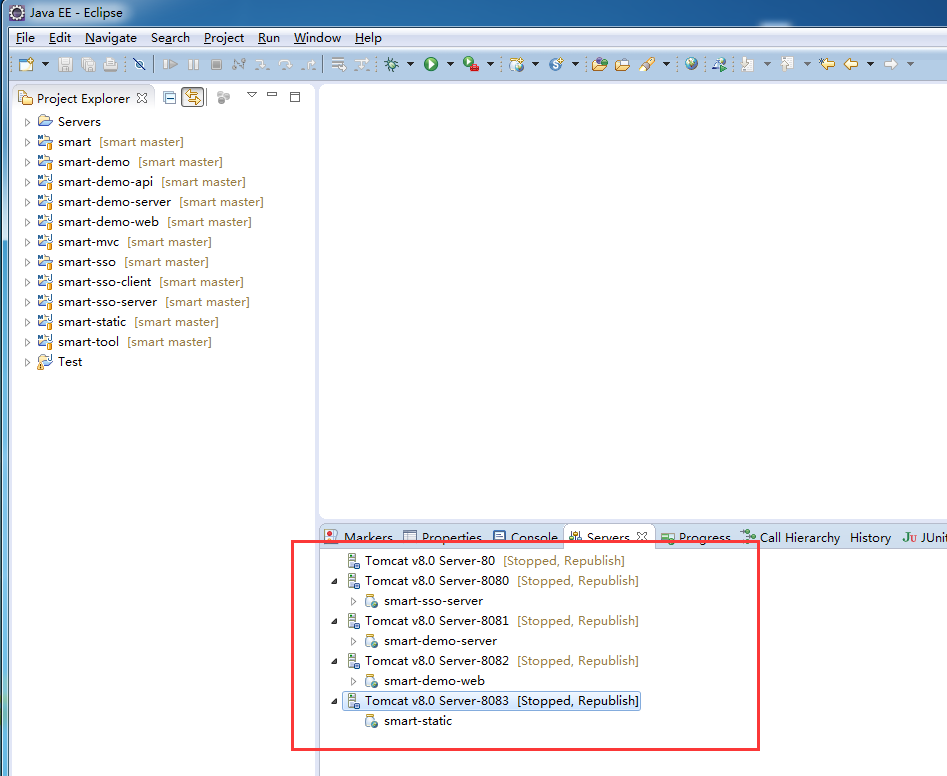 Java EE - Eclipse
File Edit Navigate Search Project Run Window Help
Project Explorer
Servers
smart [smart master]
smart-demo [smart master]
smart-demo-api [smart master]
smart-demo-server [smart master]
smart-demo-web [smart master]
smart-mvc [smart master]
smart-sso [smart master]
smart-sso-client [smart master]
smart-sso-server [smart master]
smart-static [smart master]
smart-tool [smart master]
Test
Markers Properties Console Servers Progress Call Hierarchy History JUnit
Tomcat v8.0 Server-80 [Stopped, Republish]
Tomcat v8.0 Server-8080 [Stopped, Republish]
smart-sso-server
Tomcat v8.0 Server-8081 [Stopped, Republish]
smart-demo-server
Tomcat v8.0 Server-8082 [Stopped, Republish]
smart-demo-web
Tomcat v8.0 Server-8083 [Stopped, Republish]
smart-static